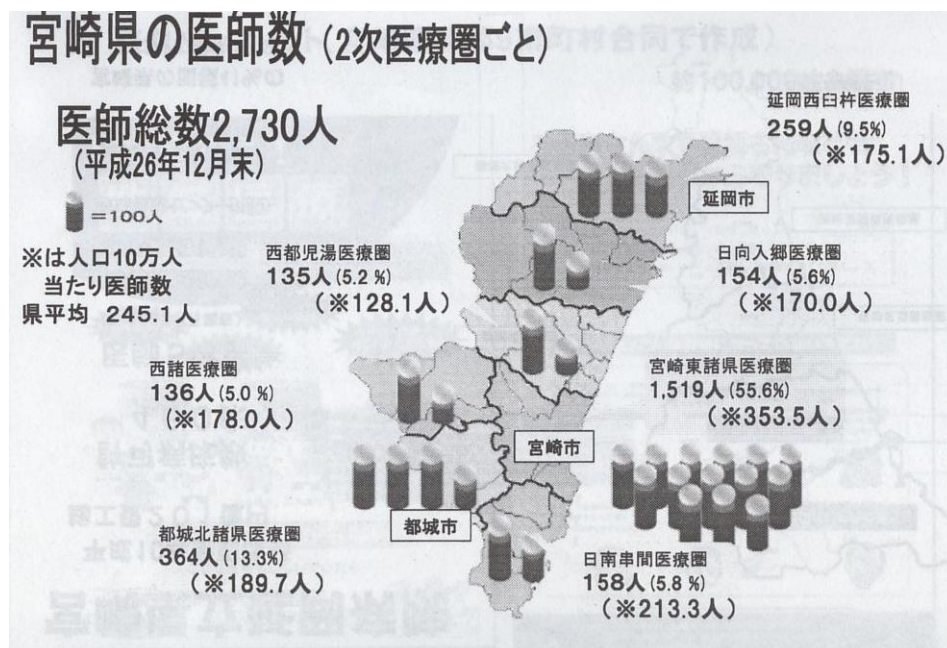 宮崎県の医師数（2次医療圏ごと）
医師総数2,730人
（平成26年12月末）
＝100人
※は人口10万人
当たり医師数
県平均 245.1人
延岡西臼杵医療圏
259人(9.5%)
（※175.1人）
延岡市
西都児湯医療圏
135人(5.2 %)
（※128.1人）
日向入郷医療圏
154人(5.6%)
（※170.0人）
西諸医療圏
136人(5.0 %)
（※178.0人）
宮崎東諸県医療圏
1,519人(55.6%)
（※353.5人）
宮崎市
都城市
都城北諸県医療圏
364人(13.3%)
（※189.7人）
日南串間医療圏
158人(5.8 %)
（※213.3人）